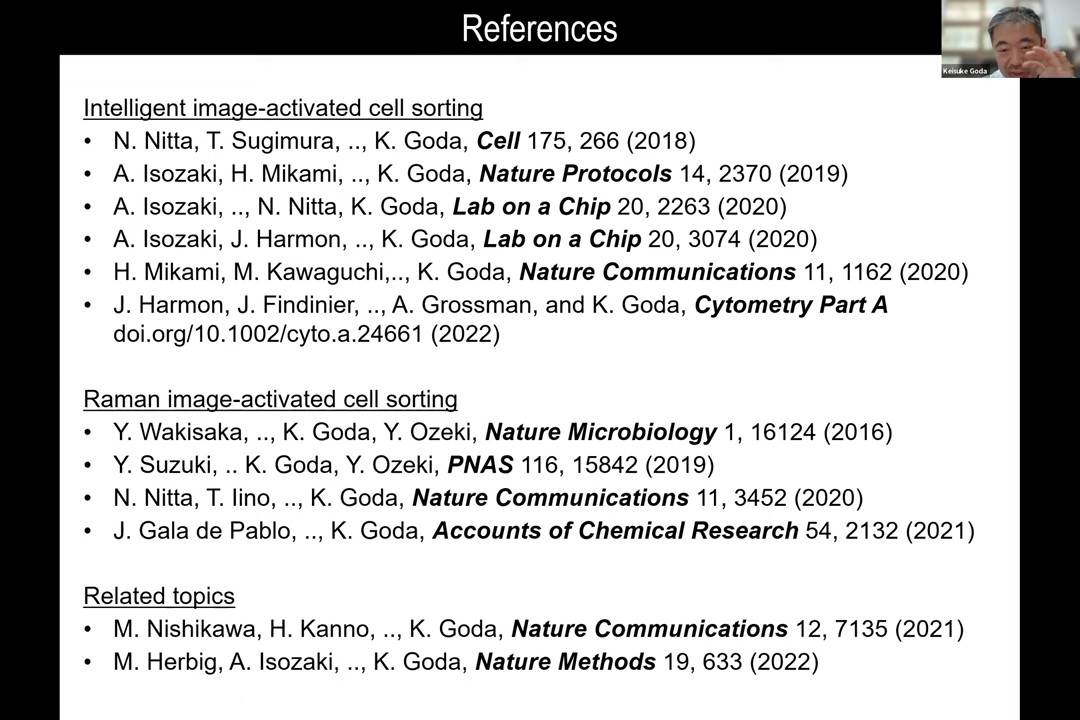 References
Keisuke Goda
Intelligent image-activated cell sorting
• N. Nitta, T. Sugimura, .., K. Goda, Cell 175, 266 (2018)
• A. Isozaki, H. Mikami, .., K. Goda, Nature Protocols 14, 2370 (2019)
• A. Isozaki, .., N. Nitta, K. Goda, Lab on a Chip 20, 2263 (2020)
• A. Isozaki, J. Harmon, .., K. Goda, Lab on a Chip 20, 3074 (2020)
• H. Mikami, M. Kawaguchi,.., K. Goda, Nature Communications 11, 1162 (2020)
• J. Harmon, J. Findinier, .., A. Grossman, and K. Goda, Cytometry Part A
doi.org/10.1002/cyto.a.24661 (2022)
Raman image-activated cell sorting
• Y. Wakisaka, .., K. Goda, Y. Ozeki, Nature Microbiology 1, 16124 (2016)
• Y. Suzuki, .. K. Goda, Y. Ozeki, PNAS 116, 15842 (2019)
• N. Nitta, T. Iino, .., K. Goda, Nature Communications 11, 3452 (2020)
• J. Gala de Pablo, .., K. Goda, Accounts of Chemical Research 54, 2132 (2021)
Related topics
• M. Nishikawa, H. Kanno, .., K. Goda, Nature Communications 12, 7135 (2021)
• M. Herbig, A. Isozaki, .., K. Goda, Nature Methods 19, 633 (2022)